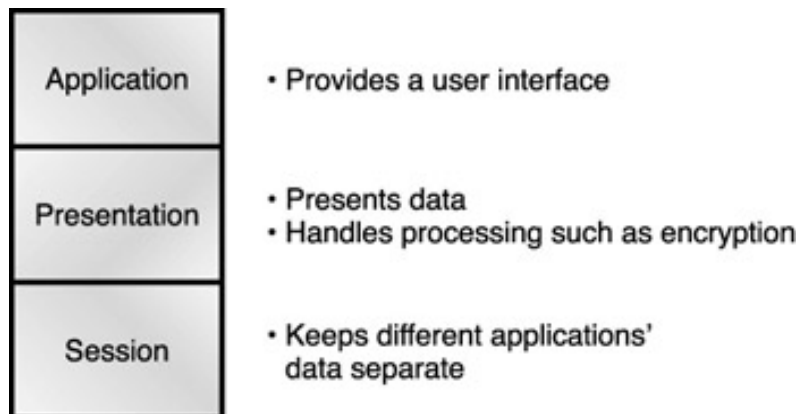 Application
• Provides a user interface
Presentation
• Presents data
• Handles processing such as encryption
Session
• Keeps different applications’
data separate